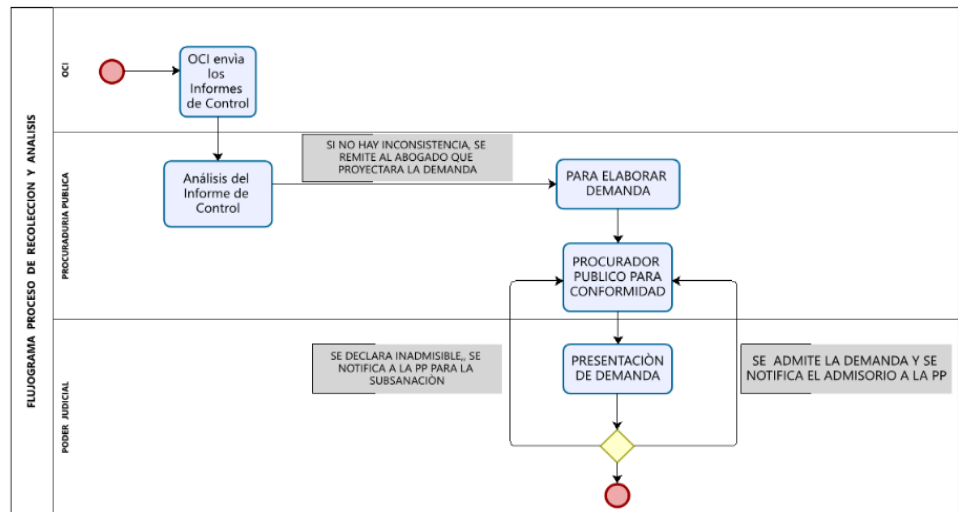 FLUJOGRAMA PROCESO DE RECOLECCION Y ANALISIS
OCI
OCI envìa
los
Informes
de Control
PROCURADURIA PUBLICA
SI NO HAY INCONSISTENCIA, SE
REMITE AL ABOGADO QUE
PROYECTARA LA DEMANDA
Análisis del
Informe de
Control
PARA ELABORAR
DEMANDA
PROCURADOR
PUBLICO PARA
CONFORMIDAD
PODER JUDICIAL
SE DECLARA INADMISIBLE,, SE
NOTIFICA A LA PP PARA LA
SUBSANACIÒN
PRESENTACIÒN
DE DEMANDA
SE ADMITE LA DEMANDA Y SE
NOTIFICA EL ADMISORIO A LA PP